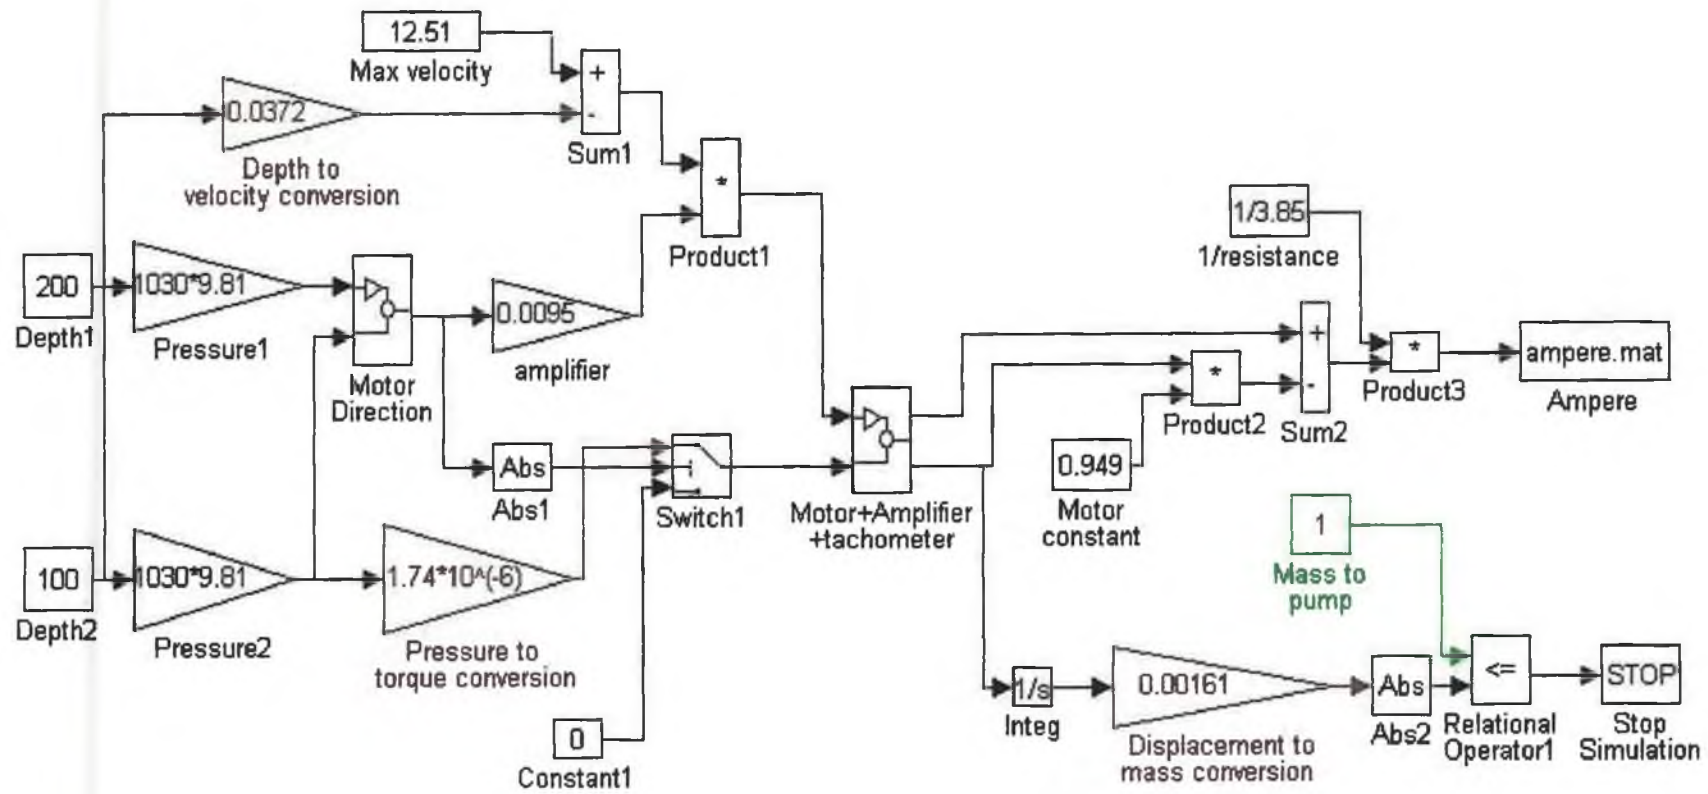 12.51
Max velocity
+
-
Sum1
0.0372
Depth to
velocity conversion
*
Product1
200
Depth1
1030*9.81
Pressure1
Motor
Direction
0.0095
amplifier
1/3.85
1/resistance
+
-
Sum2
*
Product3
ampere.mat
Ampere
*
Product2
0.949
Motor
constant
Abs
Abs1
Switch1
Motor+Amplifier
+tachometer
100
Depth2
1030*9.81
Pressure2
1.74*10^(-6)
Pressure to
torque conversion
0
Constant1
1
Mass to
pump
1/s
Integ
0.00161
Displacement to
mass conversion
Abs
Abs2
<=
Relational
Operator1
STOP
Stop
Simulation